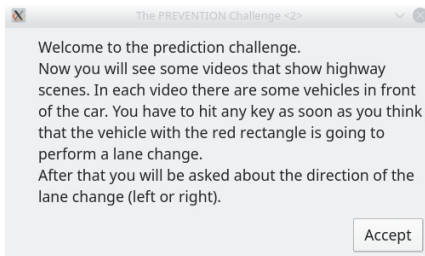 The PREVENTION Challenge <2>
Welcome to the prediction challenge.
Now you will see some videos that show highway
scenes. In each video there are some vehicles in front
of the car. You have to hit any key as soon as you think
that the vehicle with the red rectangle is going to
perform a lane change.
After that you will be asked about the direction of the
lane change (left or right).
Accept